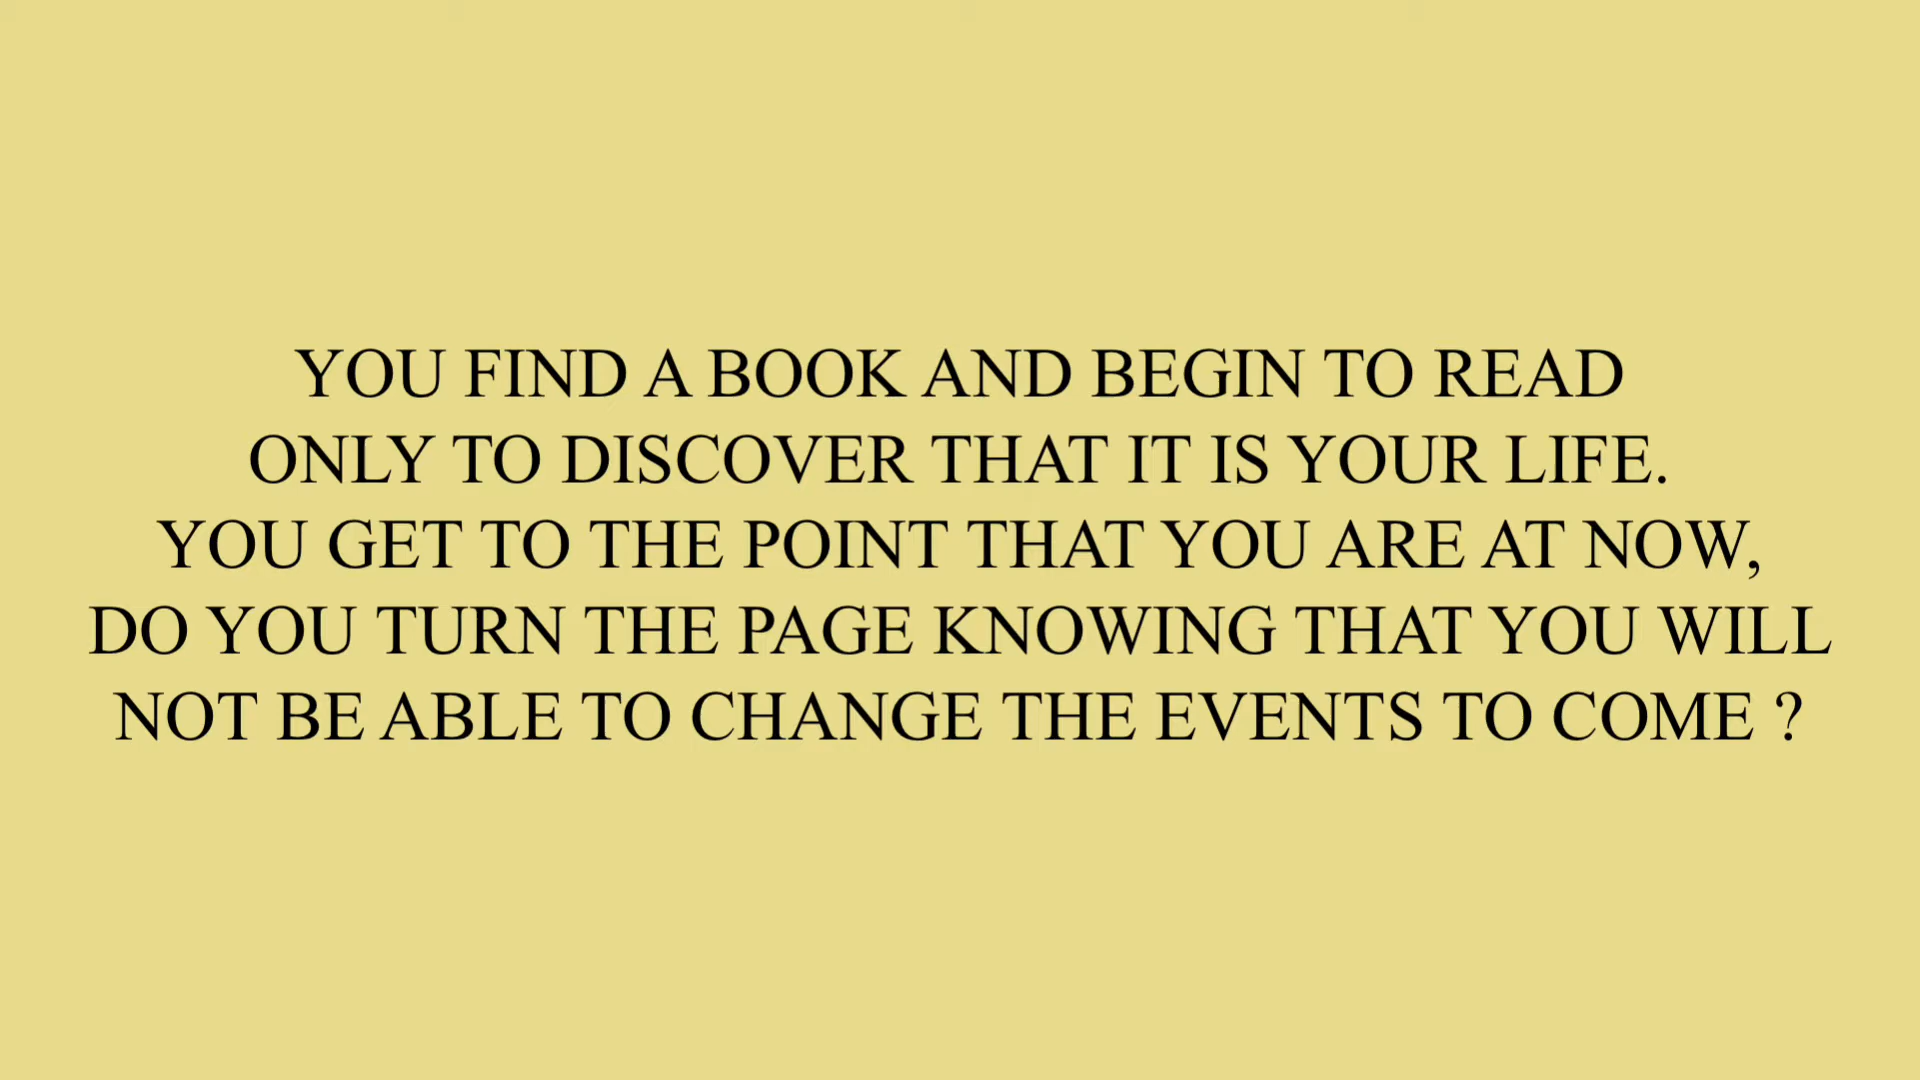 YOU FIND A BOOK AND BEGIN TO READ
ONLY TO DISCOVER THAT IT IS YOUR LIFE.
YOU GET TO THE POINT THAT YOU ARE AT NOW,
DO YOU TURN THE PAGE KNOWING THAT YOU WILL
NOT BE ABLE TO CHANGE THE EVENTS TO COME ?